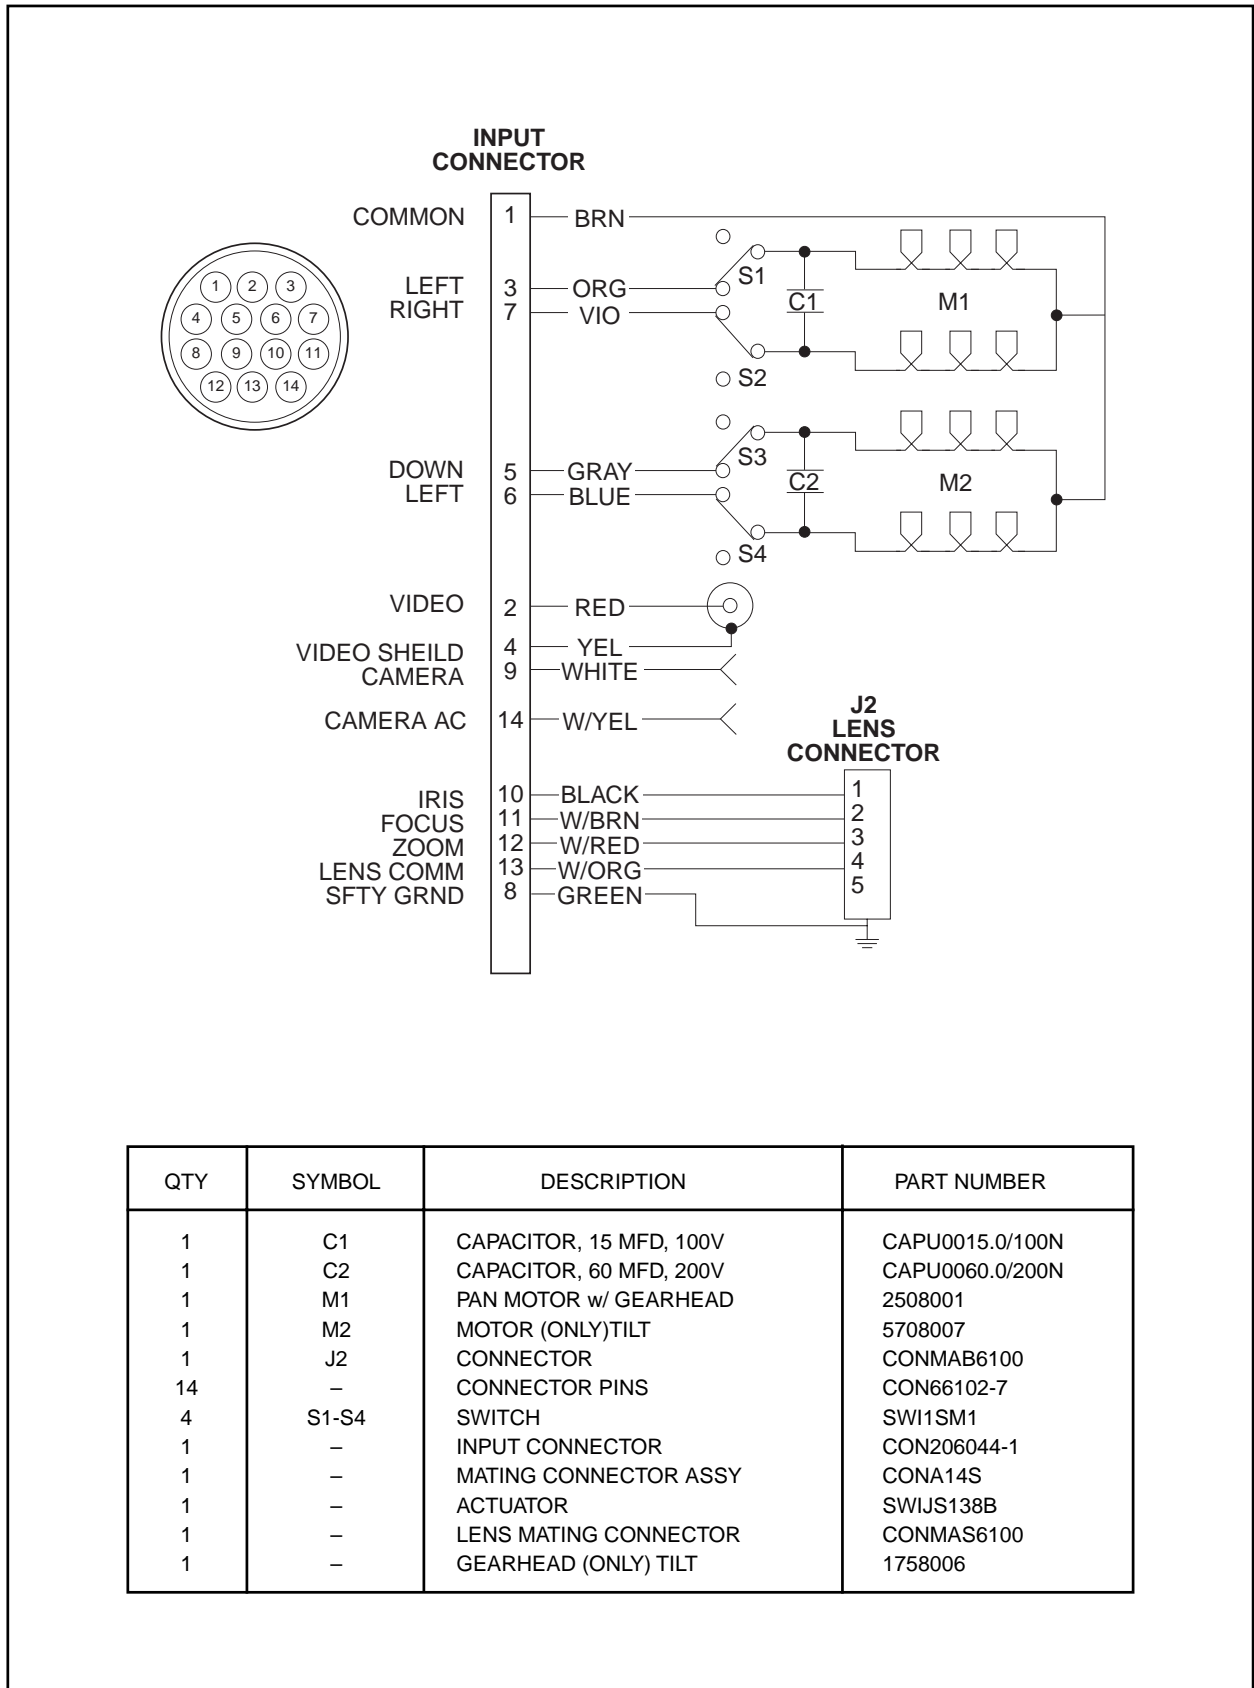 INPUT
CONNECTOR
COMMON 1 BRN
1 2 3
4 5 6 7
8 9 10 11
12 13 14
LEFT 3 ORG S1
RIGHT 7 VIO C1 M1
S2
DOWN 5 GRAY S3
LEFT 6 BLUE C2 M2
S4
VIDEO 2 RED
VIDEO SHEILD 4 YEL
CAMERA 9 WHITE
CAMERA AC 14 W/YEL
J2
LENS
CONNECTOR
IRIS 10 BLACK 1
FOCUS 11 W/BRN 2
ZOOM 12 W/RED 3
LENS COMM 13 W/ORG 4
SFTY GRND 8 GREEN 5
QTY SYMBOL DESCRIPTION PART NUMBER
1 C1 CAPACITOR, 15 MFD, 100V CAPU0015.0/100N
1 C2 CAPACITOR, 60 MFD, 200V CAPU0060.0/200N
1 M1 PAN MOTOR w/ GEARHEAD 2508001
1 M2 MOTOR (ONLY)TILT 5708007
1 J2 CONNECTOR CONMAB6100
14 – CONNECTOR PINS CON66102-7
4 S1-S4 SWITCH SWI1SM1
1 – INPUT CONNECTOR CON206044-1
1 – MATING CONNECTOR ASSY CONA14S
1 – ACTUATOR SWIJS138B
1 – LENS MATING CONNECTOR CONMAS6100
1 – GEARHEAD (ONLY) TILT 1758006